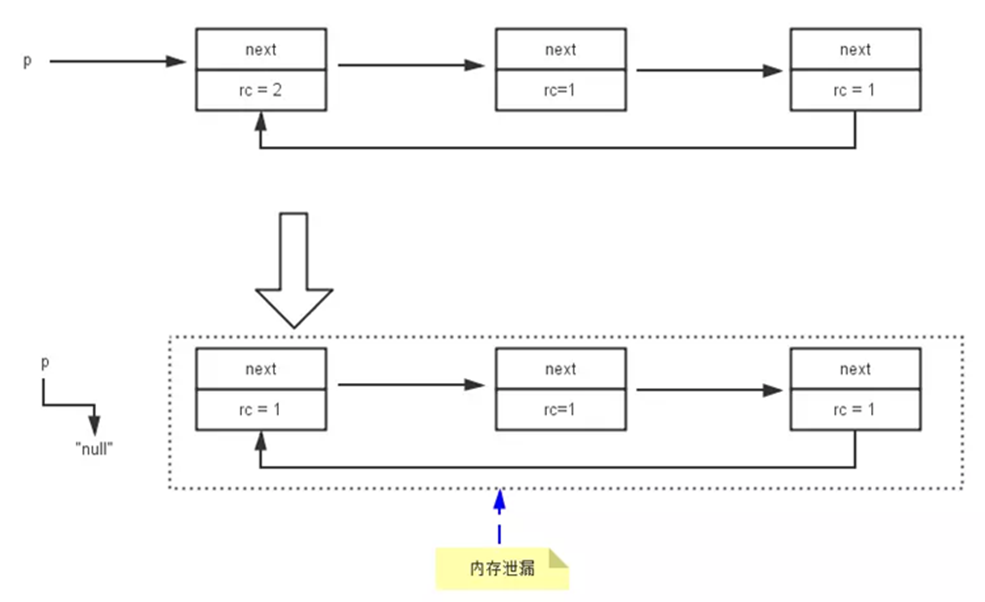 p
next
next
next
rc = 2
rc=1
rc = 1
p
next
next
next
rc = 1
rc=1
rc = 1
"null"
内存泄漏